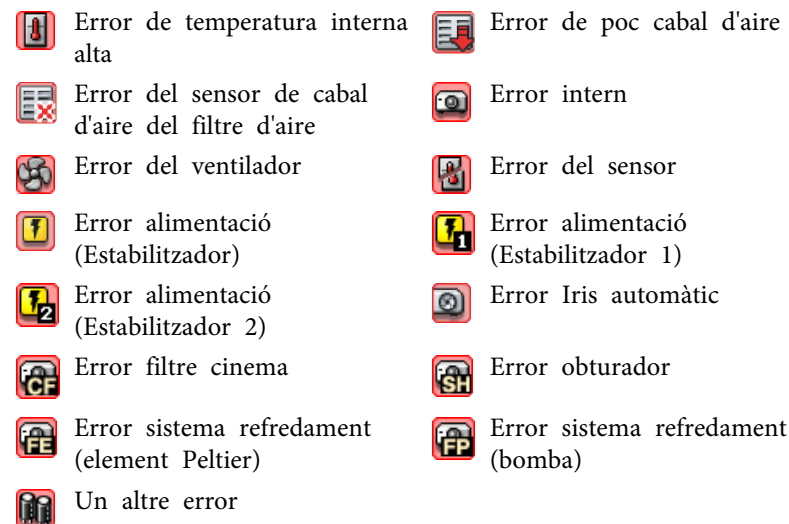 Error de temperatura interna
alta
Error de poc cabal d'aire
Error del sensor de cabal
d'aire del filtre d'aire
Error intern
Error del ventilador
Error del sensor
Error alimentació
(Estabilitzador)
1
Error alimentació
(Estabilitzador 1)
2
Error alimentació
(Estabilitzador 2)
Error Iris automàtic
CF
Error filtre cinema
SH
Error obturador
FE
Error sistema refredament
(element Peltier)
FP
Error sistema refredament
(bomba)
Un altre error